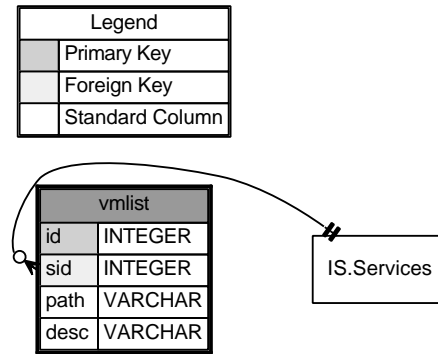 Legend
Primary Key
Foreign Key
Standard Column
vmlist
id INTEGER
sid INTEGER
path VARCHAR
desc VARCHAR
IS.Services